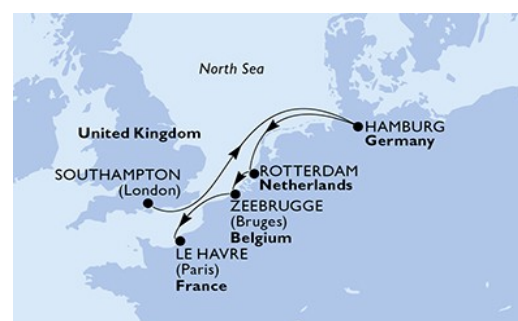 North Sea
United Kingdom
HAMBURG
Germany
SOUTHAMPTON
(London)
ROTTERDAM
Netherlands
ZEEBRUGGE
(Bruges)
Belgium
LE HAVRE
(Paris)
France